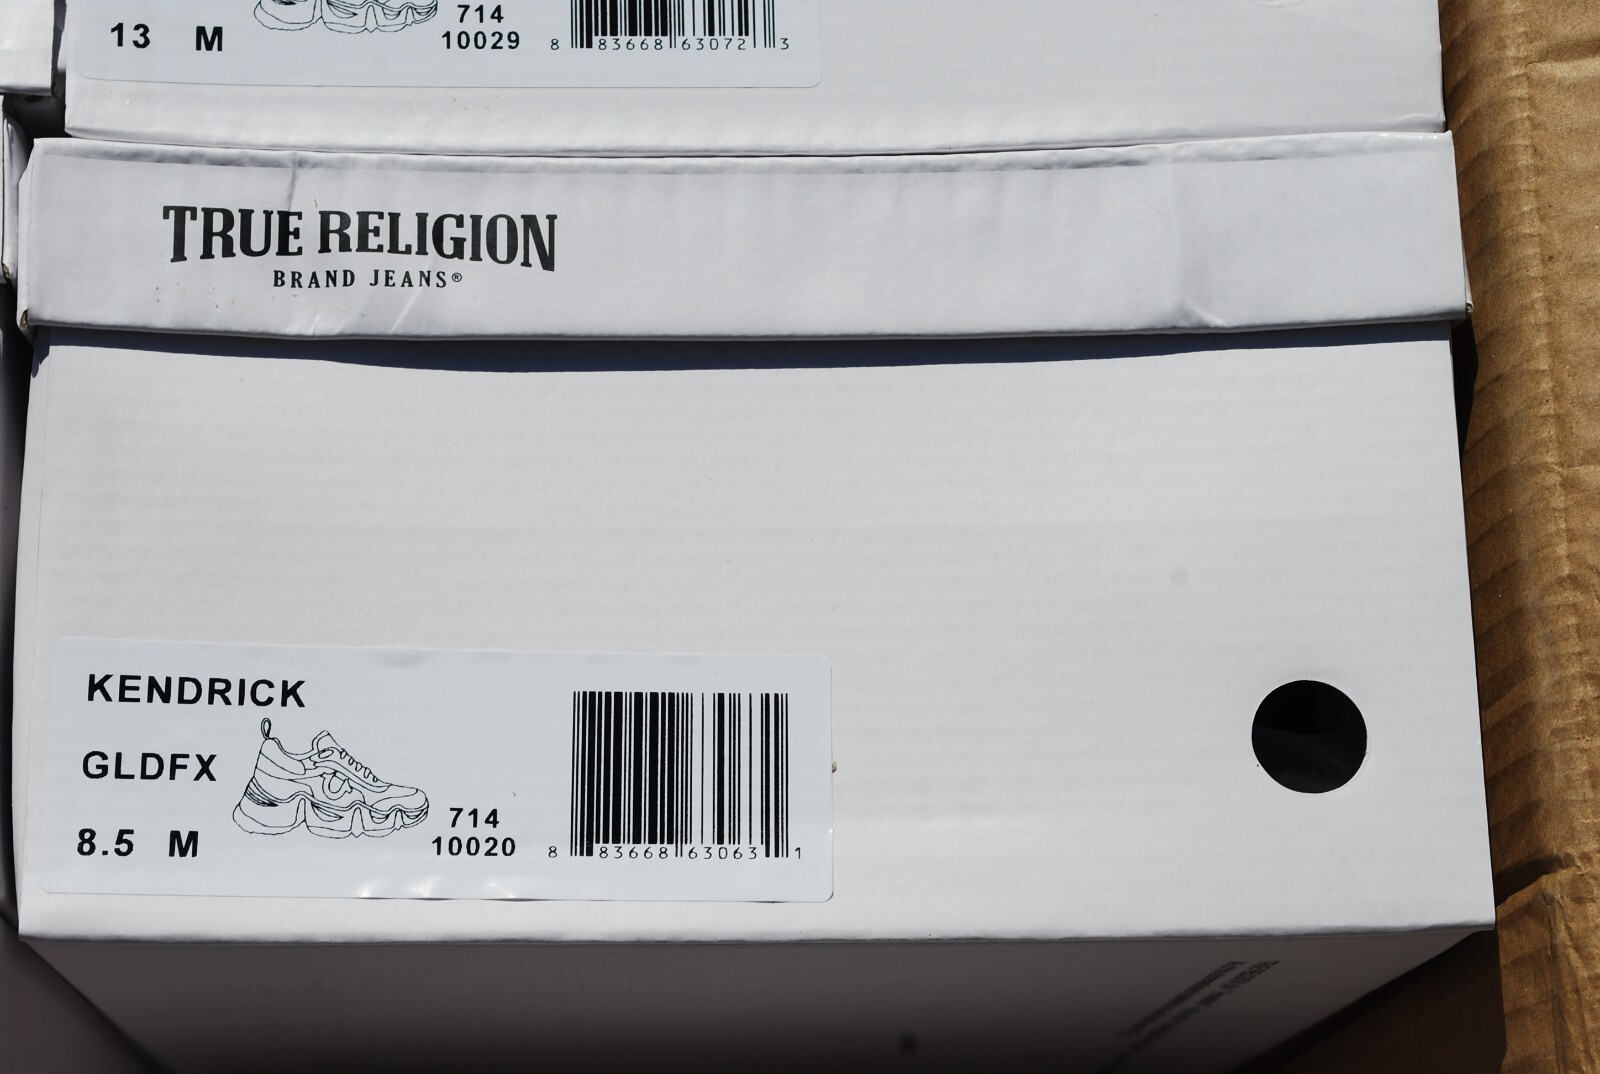 13 M
714
10029
8 83668 63072 3
TRUE RELIGION
BRAND JEANS®
KENDRICK
GLDFX
8.5 M
714
10020
8 83668 63063 1